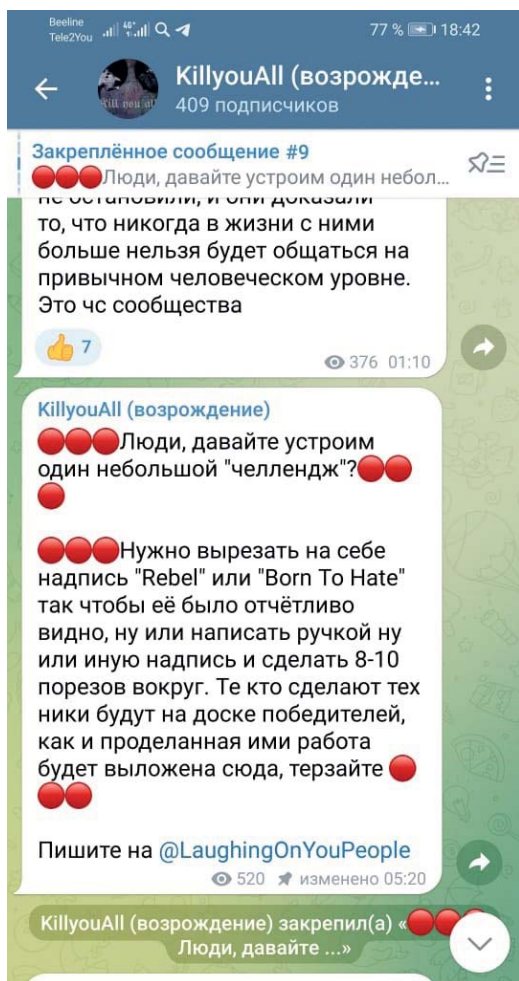 Beeline
Tele2You
77 % 18:42
KillyouAll (возрожде...
409 подписчиков
Закреплённое сообщение #9
🔴🔴🔴Люди, давайте устроим один небол...
не остановили, и они доказали
то, что никогда в жизни с ними
больше нельзя будет общаться на
привычном человеческом уровне.
Это чс сообщества
👍 7
376 01:10
KillyouAll (возрождение)
🔴🔴🔴Люди, давайте устроим
один небольшой "челлендж"?🔴🔴
🔴
🔴🔴🔴Нужно вырезать на себе
надпись "Rebel" или "Born To Hate"
так чтобы её было отчётливо
видно, ну или написать ручкой ну
или иную надпись и сделать 8-10
порезов вокруг. Те кто сделают тех
ники будут на доске победителей,
как и проделанная ими работа
будет выложена сюда, терзайте 🔴
🔴🔴
Пишите на @LaughingOnYouPeople
520 изменено 05:20
KillyouAll (возрождение) закрепил(а) «🔴🔴🔴
Люди, давайте ...»